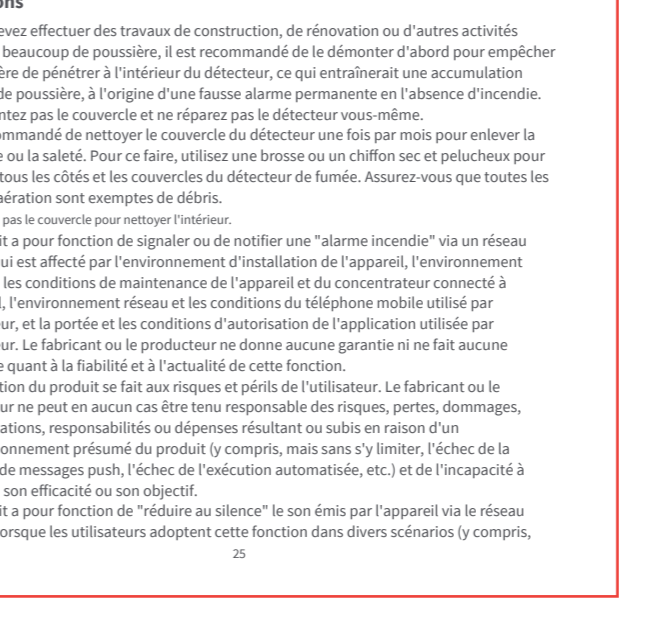 ons
evez effectuer des travaux de construction, de rénovation ou d'autres activités
beaucoup de poussière, il est recommandé de le démonter d'abord pour empêcher
ère de pénétrer à l'intérieur du détecteur, ce qui entraînerait une accumulation
de poussière, à l'origine d'une fausse alarme permanente en l'absence d'incendie.
ntez pas le couvercle et ne réparez pas le détecteur vous-même.
ommandé de nettoyer le couvercle du détecteur une fois par mois pour enlever la
e ou la saleté. Pour ce faire, utilisez une brosse ou un chiffon sec et pelucheux pour
tous les côtés et les couvercles du détecteur de fumée. Assurez-vous que toutes les
aération sont exemptes de débris.
pas le couvercle pour nettoyer l'intérieur.
it a pour fonction de signaler ou de notifier une "alarme incendie" via un réseau
ui est affecté par l'environnement d'installation de l'appareil, l'environnement
les conditions de maintenance de l'appareil et du concentrateur connecté à
l, l'environnement réseau et les conditions du téléphone mobile utilisé par
eur, et la portée et les conditions d'autorisation de l'application utilisée par
eur. Le fabricant ou le producteur ne donne aucune garantie ni ne fait aucune
e quant à la fiabilité et à l'actualité de cette fonction.
tion du produit se fait aux risques et périls de l'utilisateur. Le fabricant ou le
ur ne peut en aucun cas être tenu responsable des risques, pertes, dommages,
ations, responsabilités ou dépenses résultant ou subis en raison d'un
onnement présumé du produit (y compris, mais sans s'y limiter, l'échec de la
de messages push, l'échec de l'exécution automatisée, etc.) et de l'incapacité à
son efficacité ou son objectif.
it a pour fonction de "réduire au silence" le son émis par l'appareil via le réseau
orsque les utilisateurs adoptent cette fonction dans divers scénarios (y compris,
25